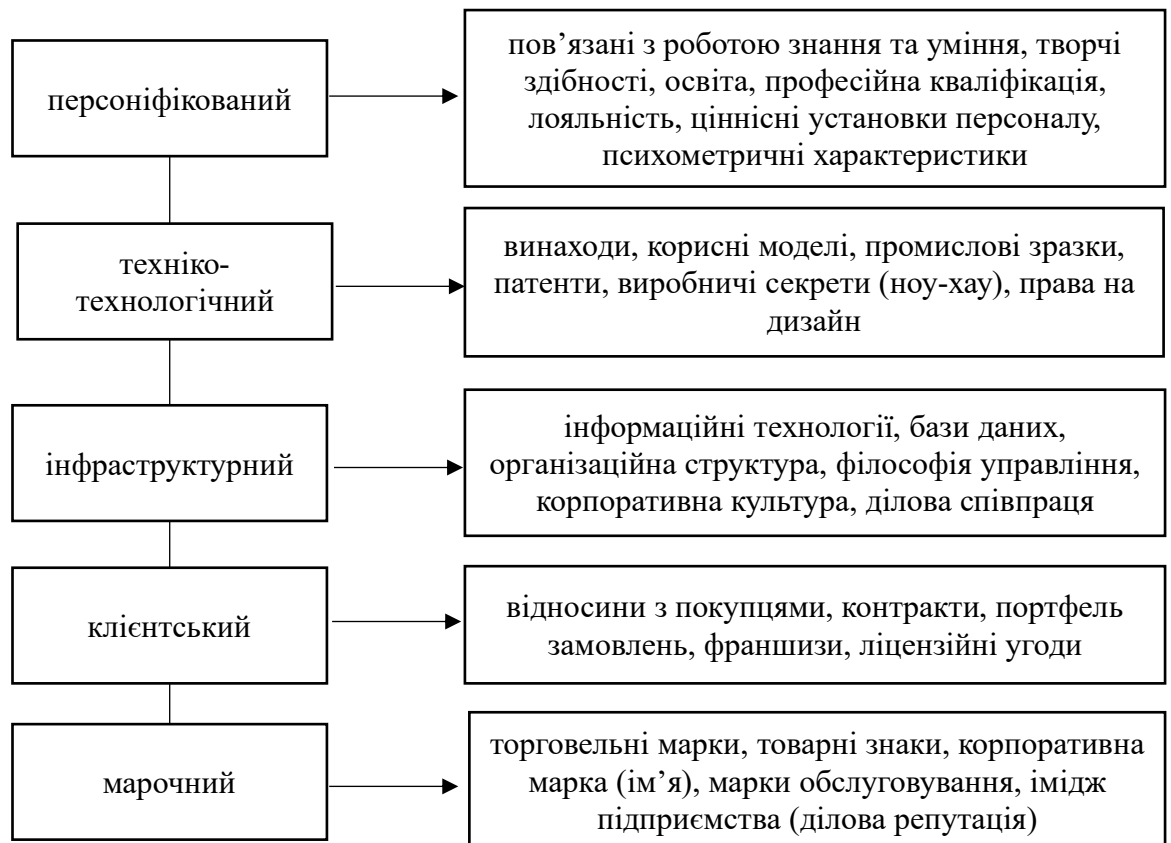 персоніфікований
пов’язані з роботою знання та уміння, творчі
здібності, освіта, професійна кваліфікація,
лояльність, ціннісні установки персоналу,
психометричні характеристики
техніко-
технологічний
винаходи, корисні моделі, промислові зразки,
патенти, виробничі секрети (ноу-хау), права на
дизайн
інфраструктурний
інформаційні технології, бази даних,
організаційна структура, філософія управління,
корпоративна культура, ділова співпраця
клієнтський
відносини з покупцями, контракти, портфель
замовлень, франшизи, ліцензійні угоди
марочний
торговельні марки, товарні знаки, корпоративна
марка (ім’я), марки обслуговування, імідж
підприємства (ділова репутація)